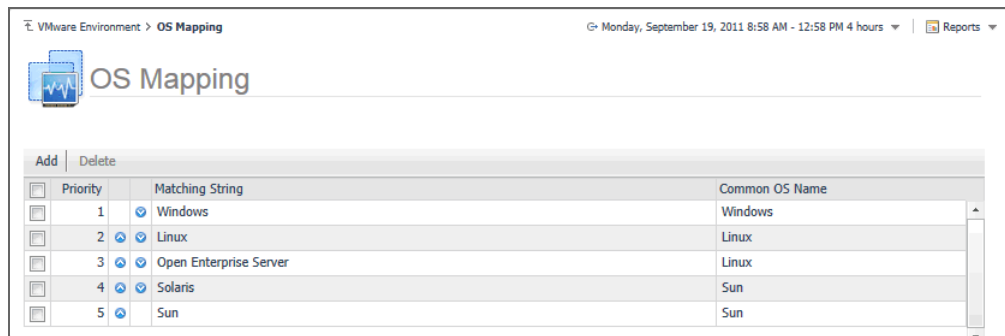 VMware Environment > OS Mapping
Monday, September 19, 2011 8:58 AM - 12:58 PM 4 hours
Reports
OS Mapping
Add Delete
Priority Matching String Common OS Name
1 Windows Windows
2 Linux Linux
3 Open Enterprise Server Linux
4 Solaris Sun
5 Sun Sun